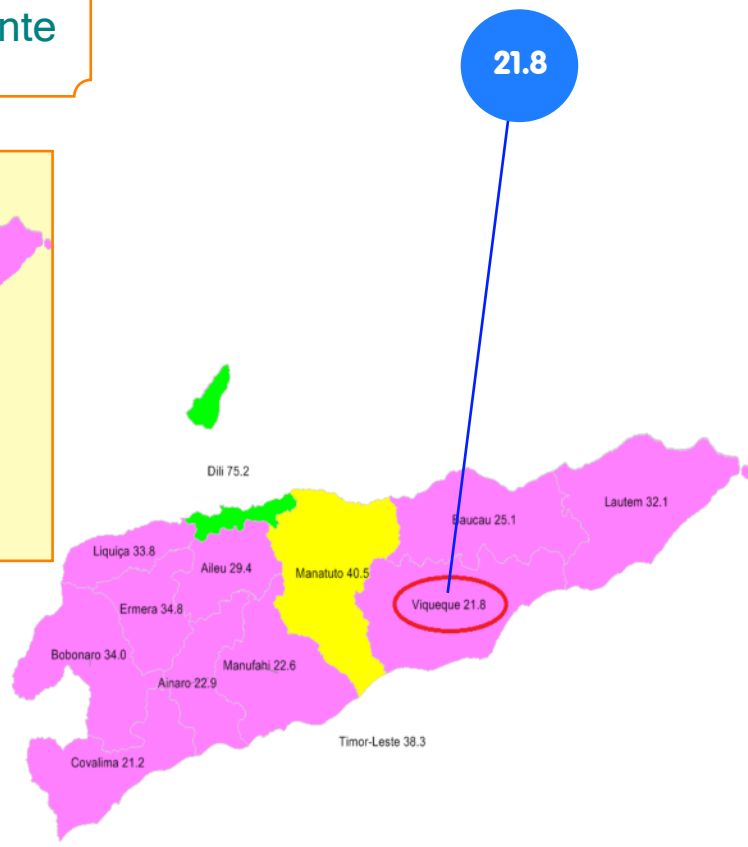 nte
21.8
Dili 75.2
Lautem 32.1
Baucau 25.1
Liquiça 33.8
Aileu 29.4
Manatuto 40.5
Ermera 34.8
Viqueque 21.8
Bobonaro 34.0
Manufahi 22.6
Ainaro 22.9
Timor-Leste 38.3
Covalima 21.2